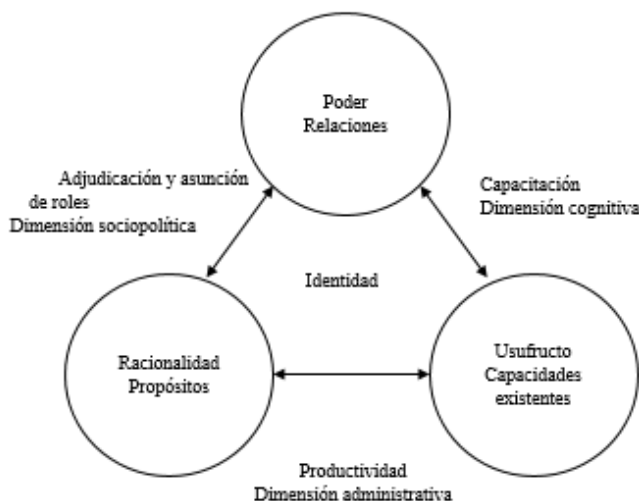 Poder
Relaciones
Adjudicación y asunción
de roles
Dimensión sociopolítica
Capacitación
Dimensión cognitiva
Identidad
Racionalidad
Propósitos
Usufructo
Capacidades
existentes
Productividad
Dimensión administrativa